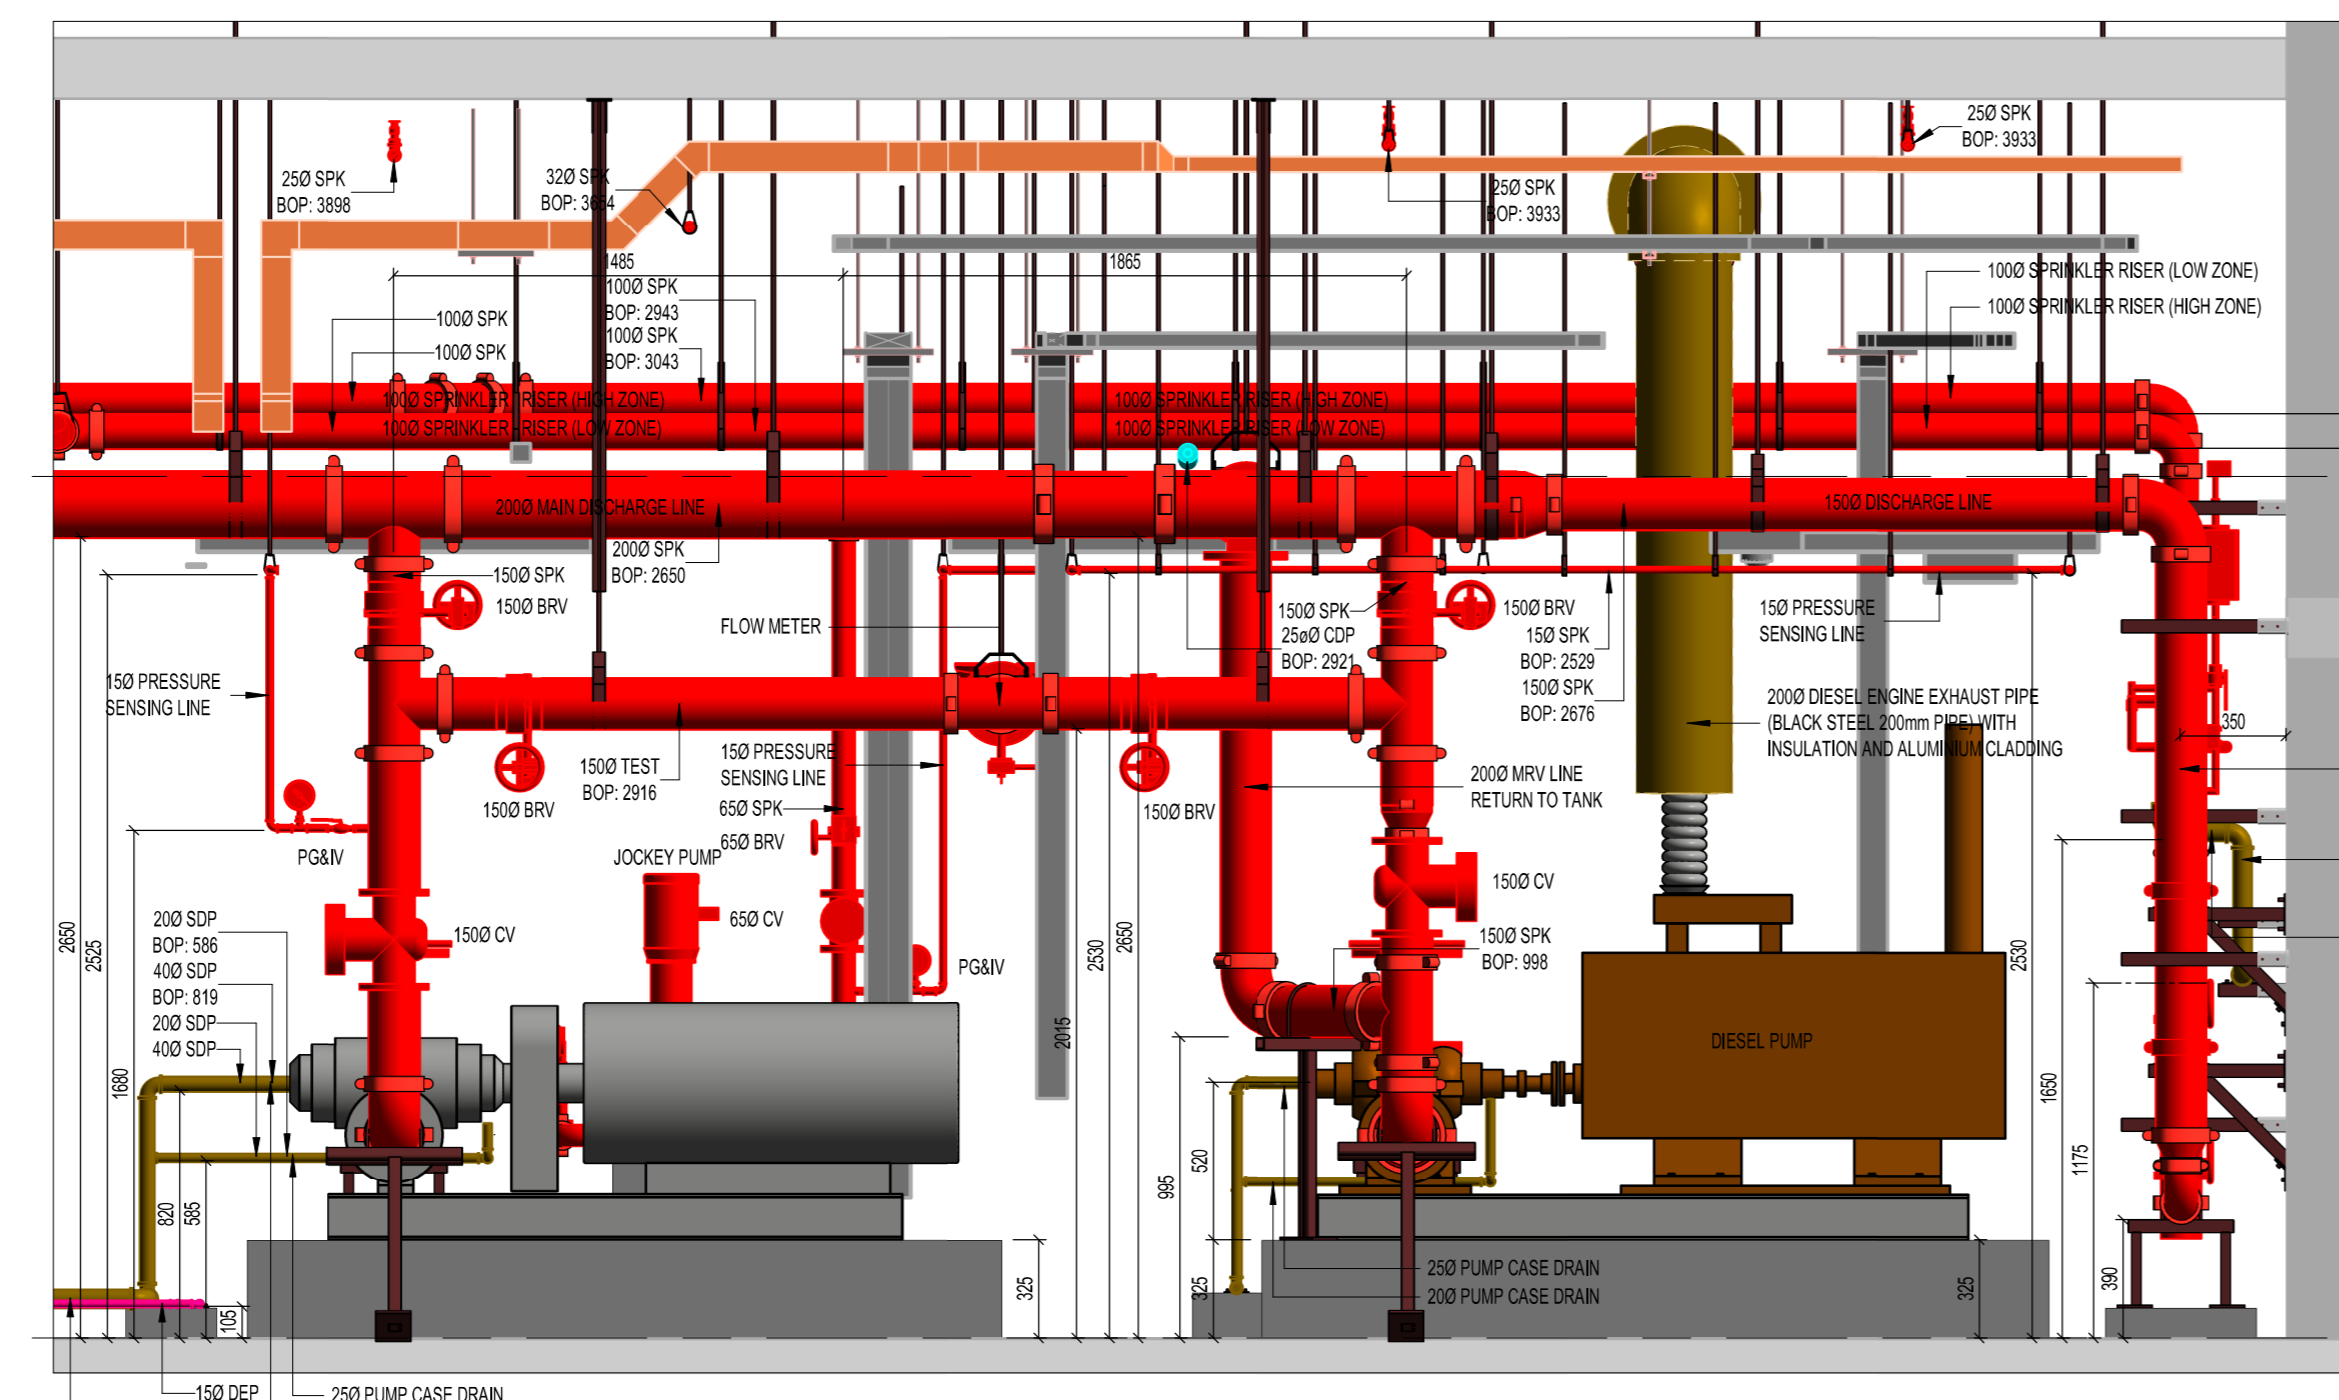 25Ø SPK
BOP: 3898
32Ø SPK
BOP: 3654
25Ø SPK
BOP: 3933
25Ø SPK
BOP: 3933
1485
1865
100Ø SPK
BOP: 2943
100Ø SPK
BOP: 3043
100Ø SPK
100Ø SPK
100Ø SPRINKLER RISER (LOW ZONE)
100Ø SPRINKLER RISER (HIGH ZONE)
100Ø SPRINKLER RISER (HIGH ZONE)
100Ø SPRINKLER RISER (LOW ZONE)
100Ø SPRINKLER RISER (HIGH ZONE)
100Ø SPRINKLER RISER (LOW ZONE)
200Ø MAIN DISCHARGE LINE
150Ø DISCHARGE LINE
200Ø SPK
BOP: 2650
150Ø SPK
150Ø BRV
FLOW METER
150Ø SPK
25øØ CDP
BOP: 2921
150Ø BRV
15Ø SPK
BOP: 2529
150Ø SPK
BOP: 2676
15Ø PRESSURE
SENSING LINE
15Ø PRESSURE
SENSING LINE
200Ø DIESEL ENGINE EXHAUST PIPE
(BLACK STEEL 200mm PIPE) WITH
INSULATION AND ALUMINIUM CLADDING
350
150Ø TEST
BOP: 2916
15Ø PRESSURE
SENSING LINE
65Ø SPK
65Ø BRV
150Ø BRV
150Ø BRV
200Ø MRV LINE
RETURN TO TANK
PG&IV
JOCKEY PUMP
65Ø CV
150Ø CV
150Ø CV
PG&IV
150Ø SPK
BOP: 998
20Ø SDP
BOP: 586
40Ø SDP
BOP: 819
20Ø SDP
40Ø SDP
DIESEL PUMP
2650
2525
1680
820
585
105
325
2015
2530
2650
995
520
325
325
2530
1650
1175
390
25Ø PUMP CASE DRAIN
20Ø PUMP CASE DRAIN
15Ø DEP
25Ø PUMP CASE DRAIN